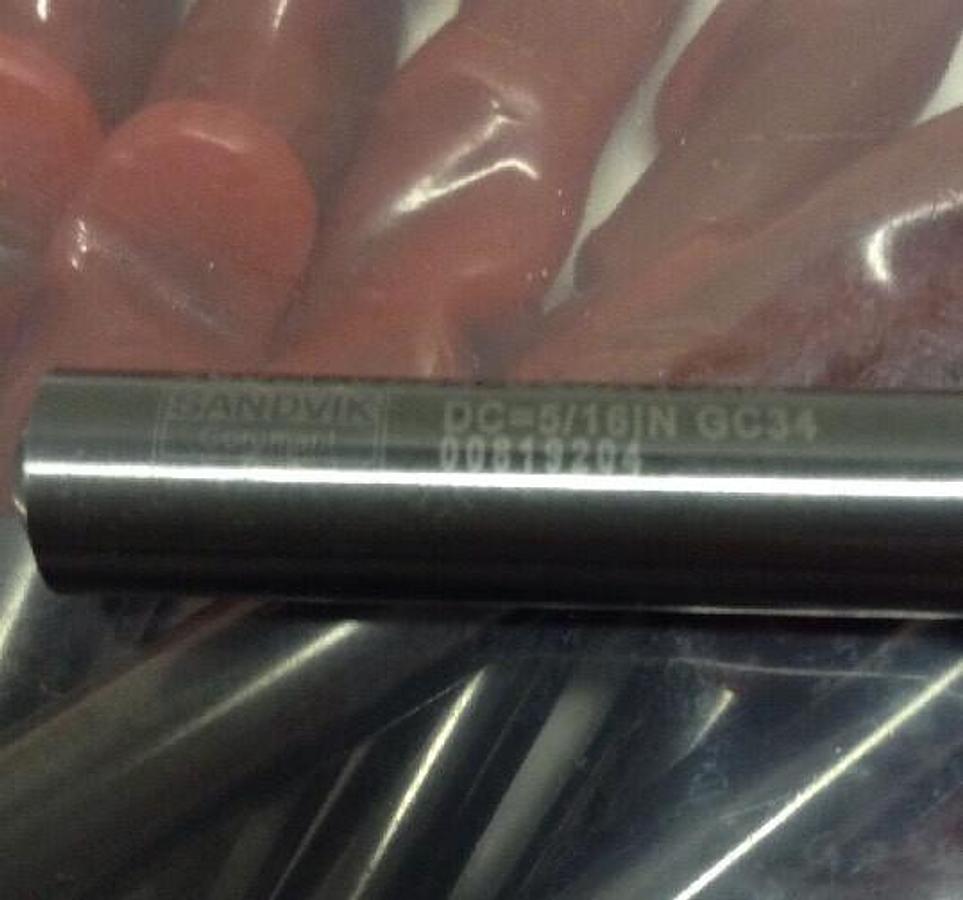 SANDVIK
Coromant
DC=5/16IN GC34
00819204